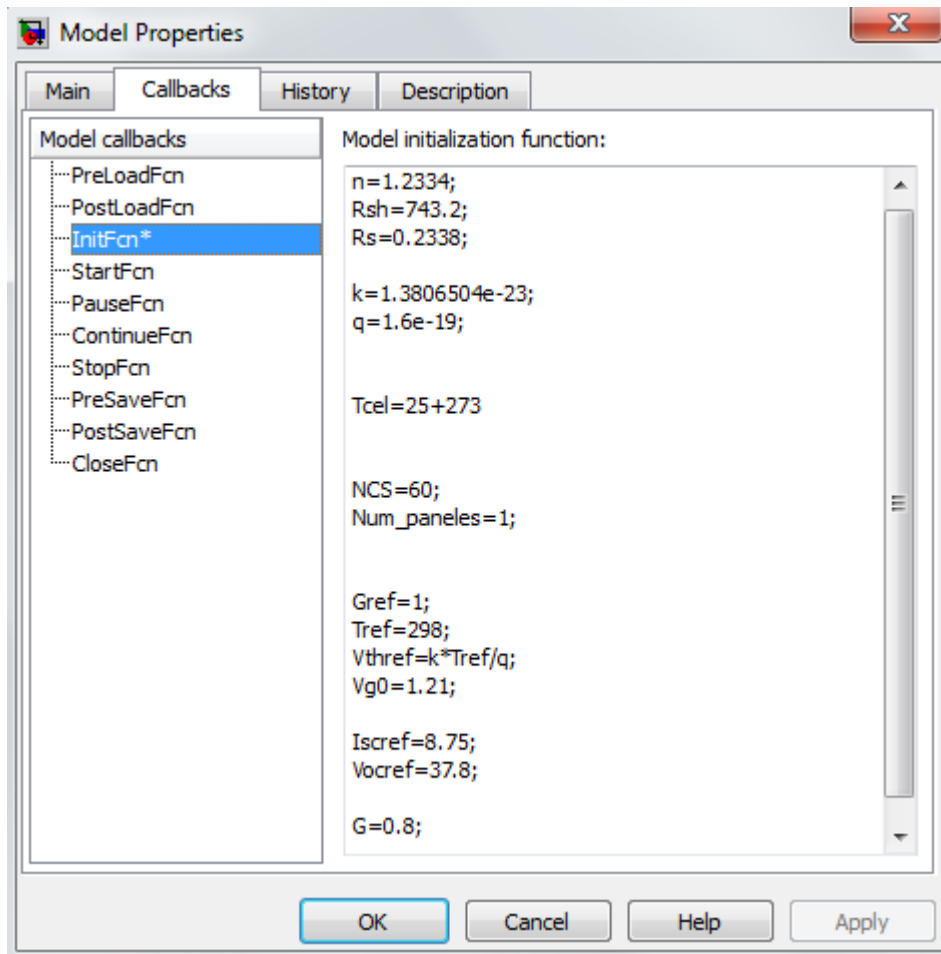 Model Properties
Main
Callbacks
History
Description
Model callbacks
PreLoadFcn
PostLoadFcn
InitFcn*
StartFcn
PauseFcn
ContinueFcn
StopFcn
PreSaveFcn
PostSaveFcn
CloseFcn
Model initialization function:
n=1.2334;
Rsh=743.2;
Rs=0.2338;
k=1.3806504e-23;
q=1.6e-19;
Tcel=25+273
NCS=60;
Num_paneles=1;
Gref=1;
Tref=298;
Vthref=k*Tref/q;
Vg0=1.21;
Iscref=8.75;
Vocref=37.8;
G=0.8;
OK
Cancel
Help
Apply